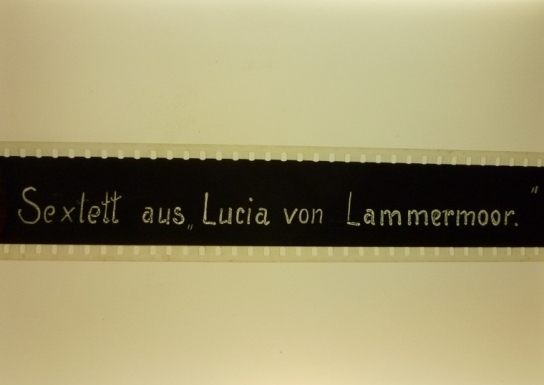 Sextett aus „Lucia von Lammermoor.“